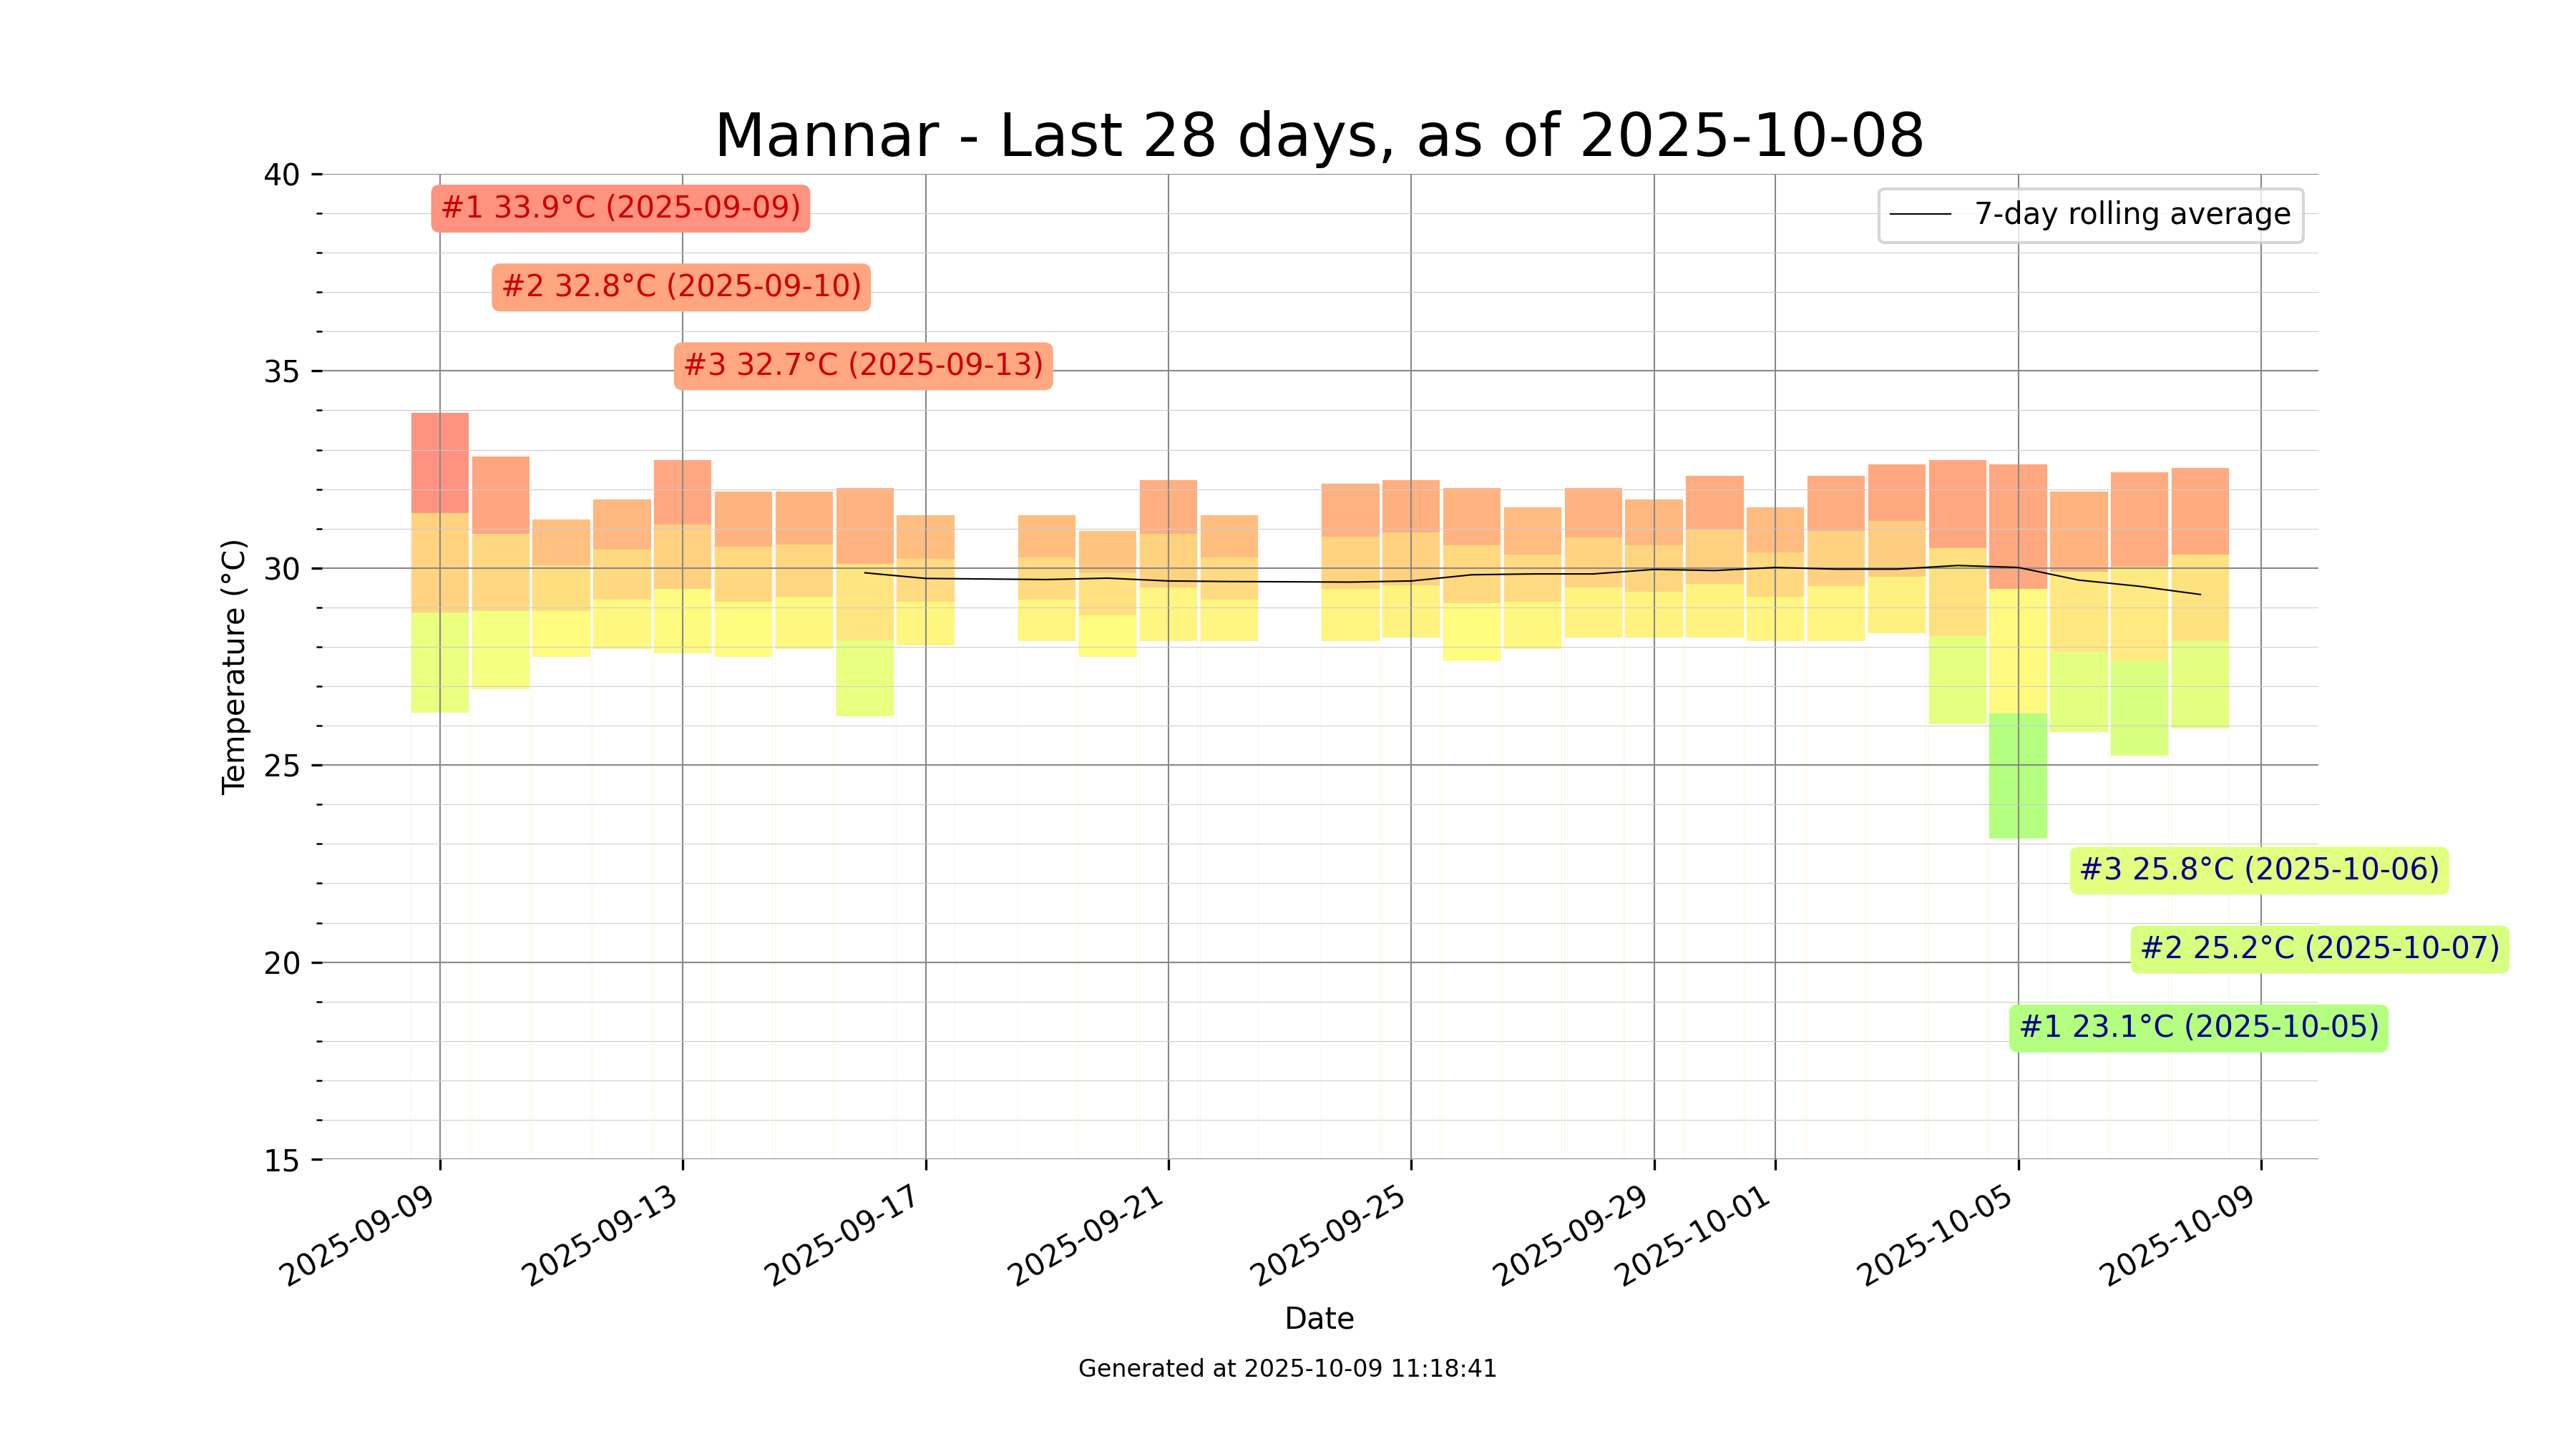 Mannar - Last 28 days, as of 2025-10-08
40
#1 33.9°C (2025-09-09)
7-day rolling average
#2 32.8°C (2025-09-10)
35
#3 32.7°C (2025-09-13)
30
Temperature (°C)
25
#3 25.8°C (2025-10-06)
#2 25.2°C (2025-10-07)
20
#1 23.1°C (2025-10-05)
15
2025-09-09
2025-09-13
2025-09-17
2025-09-21
2025-09-25
2025-09-29
2025-10-01
2025-10-05
2025-10-09
Date
Generated at 2025-10-09 11:18:41